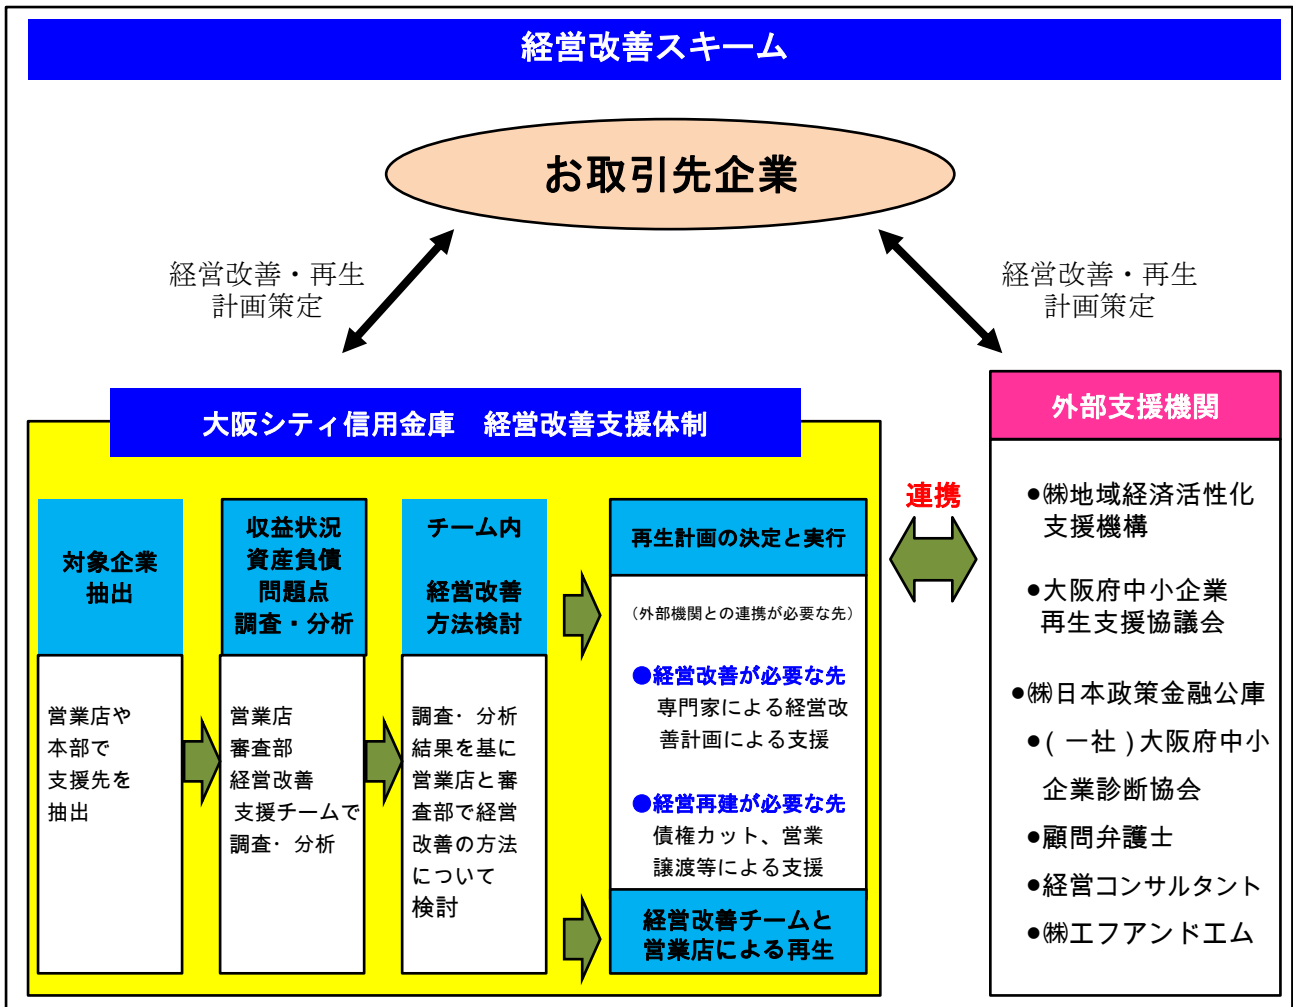 経営改善スキーム
お取引先企業
経営改善・再生
計画策定
経営改善・再生
計画策定
大阪シティ信用金庫　経営改善支援体制
対象企業
抽出
営業店や
本部で
支援先を
抽出
収益状況
資産負債
問題点
調査・分析
営業店
審査部
経営改善
支援チームで
調査・分析
チーム内
経営改善
方法検討
調査・分析
結果を基に
営業店と審
査部で経営
改善の方法
について
検討
再生計画の決定と実行
（外部機関との連携が必要な先）
●経営改善が必要な先
専門家による経営改
善計画による支援
●経営再建が必要な先
債権カット、営業
譲渡等による支援
経営改善チームと
営業店による再生
連携
外部支援機関
●㈱地域経済活性化
支援機構
●大阪府中小企業
再生支援協議会
●㈱日本政策金融公庫
●(一社)大阪府中小
企業診断協会
●顧問弁護士
●経営コンサルタント
●㈱エフアンドエム